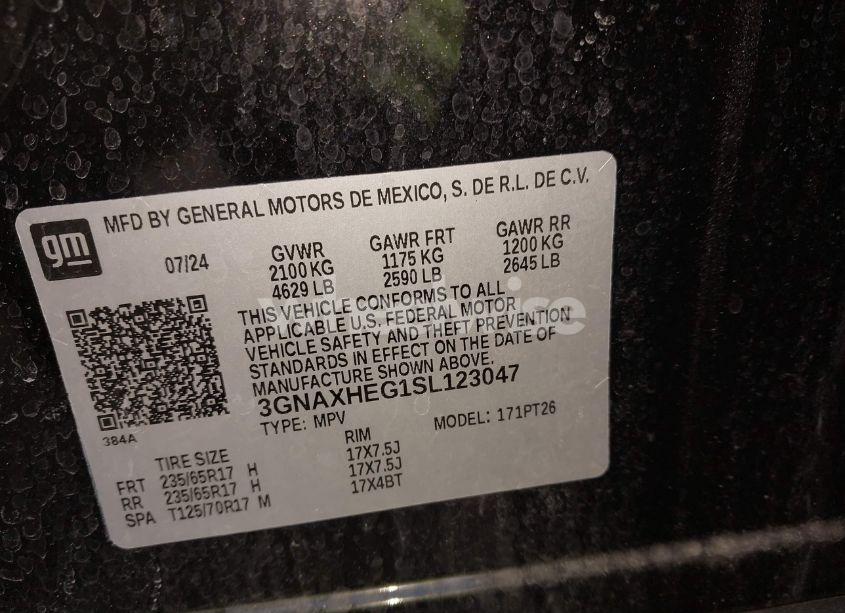 MFD BY GENERAL MOTORS DE MEXICO, S. DE R.L. DE C.V.
gm
07/24
GVWR
2100 KG
4629 LB
GAWR FRT
1175 KG
2590 LB
GAWR RR
1200 KG
2645 LB
THIS VEHICLE CONFORMS TO ALL
APPLICABLE U.S. FEDERAL MOTOR
VEHICLE SAFETY AND THEFT PREVENTION
STANDARDS IN EFFECT ON THE DATE OF
MANUFACTURE SHOWN ABOVE.
3GNAXHEG1SL123047
TYPE: MPV
MODEL: 171PT26
384A
TIRE SIZE
RIM
FRT 235/65R17 H 17X7.5J
RR 235/65R17 H 17X7.5J
SPA T125/70R17 M 17X4BT